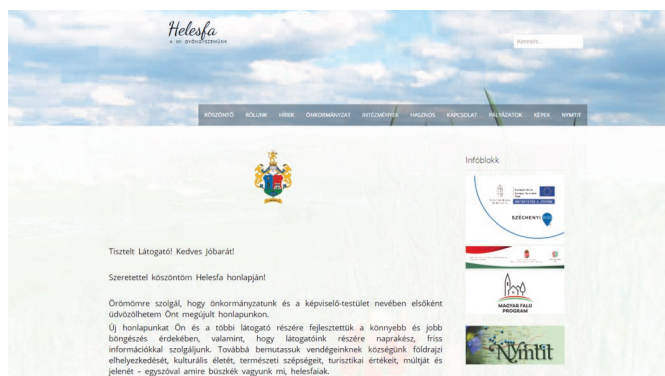 Helesfa
A MI GYÖNGYSZEMÜNK
Keresés...
KÖSZÖNTŐ RÓLUNK HÍREK ÖNKORMÁNYZAT INTÉZMÉNYEK HASZNOS KAPCSOLAT PÁLYÁZATOK KÉPEK NYMTIT
Infóblokk
SZÉCHENYI
MAGYAR FALU
PROGRAM
Nymtit
Tisztelt Látogató! Kedves Jóbarát!
Szeretettel köszöntöm Helesfa honlapján!
Örömömre szolgál, hogy önkormányzatunk és a képviselő-testület nevében elsőként
üdvözölhetem Önt megújult honlapunkon.
Új honlapunkat Ön és a többi látogató részére fejlesztettük a könnyebb és jobb
böngészés érdekében, valamint, hogy látogatóink részére naprakész, friss
információkkal szolgáljunk. Továbbá bemutassuk vendégeinknek községünk földrajzi
elhelyezkedését, kulturális életét, természeti szépségeit, turisztikai értékeit, múltját és
jelenét – egyszóval amire büszkék vagyunk mi, helesfaiak.